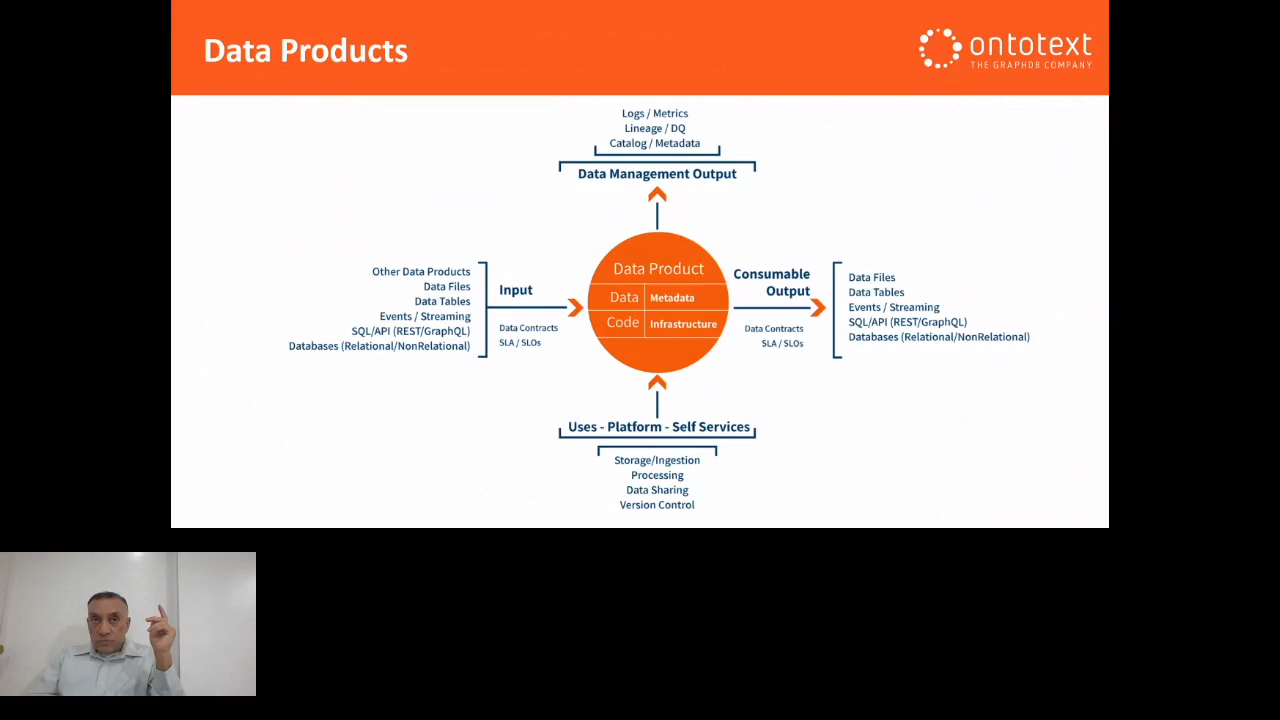 Data Products
ontotext
THE GRAPHDB COMPANY
Logs / Metrics
Lineage / DQ
Catalog / Metadata
Data Management Output
Other Data Products
Data Files
Data Tables
Events / Streaming
SQL/API (REST/GraphQL)
Databases (Relational/NonRelational)
Input
Data Contracts
SLA / SLOs
Data Product
Data Metadata
Code Infrastructure
Consumable
Output
Data Contracts
SLA / SLOs
Data Files
Data Tables
Events / Streaming
SQL/API (REST/GraphQL)
Databases (Relational/NonRelational)
Uses - Platform - Self Services
Storage/Ingestion
Processing
Data Sharing
Version Control